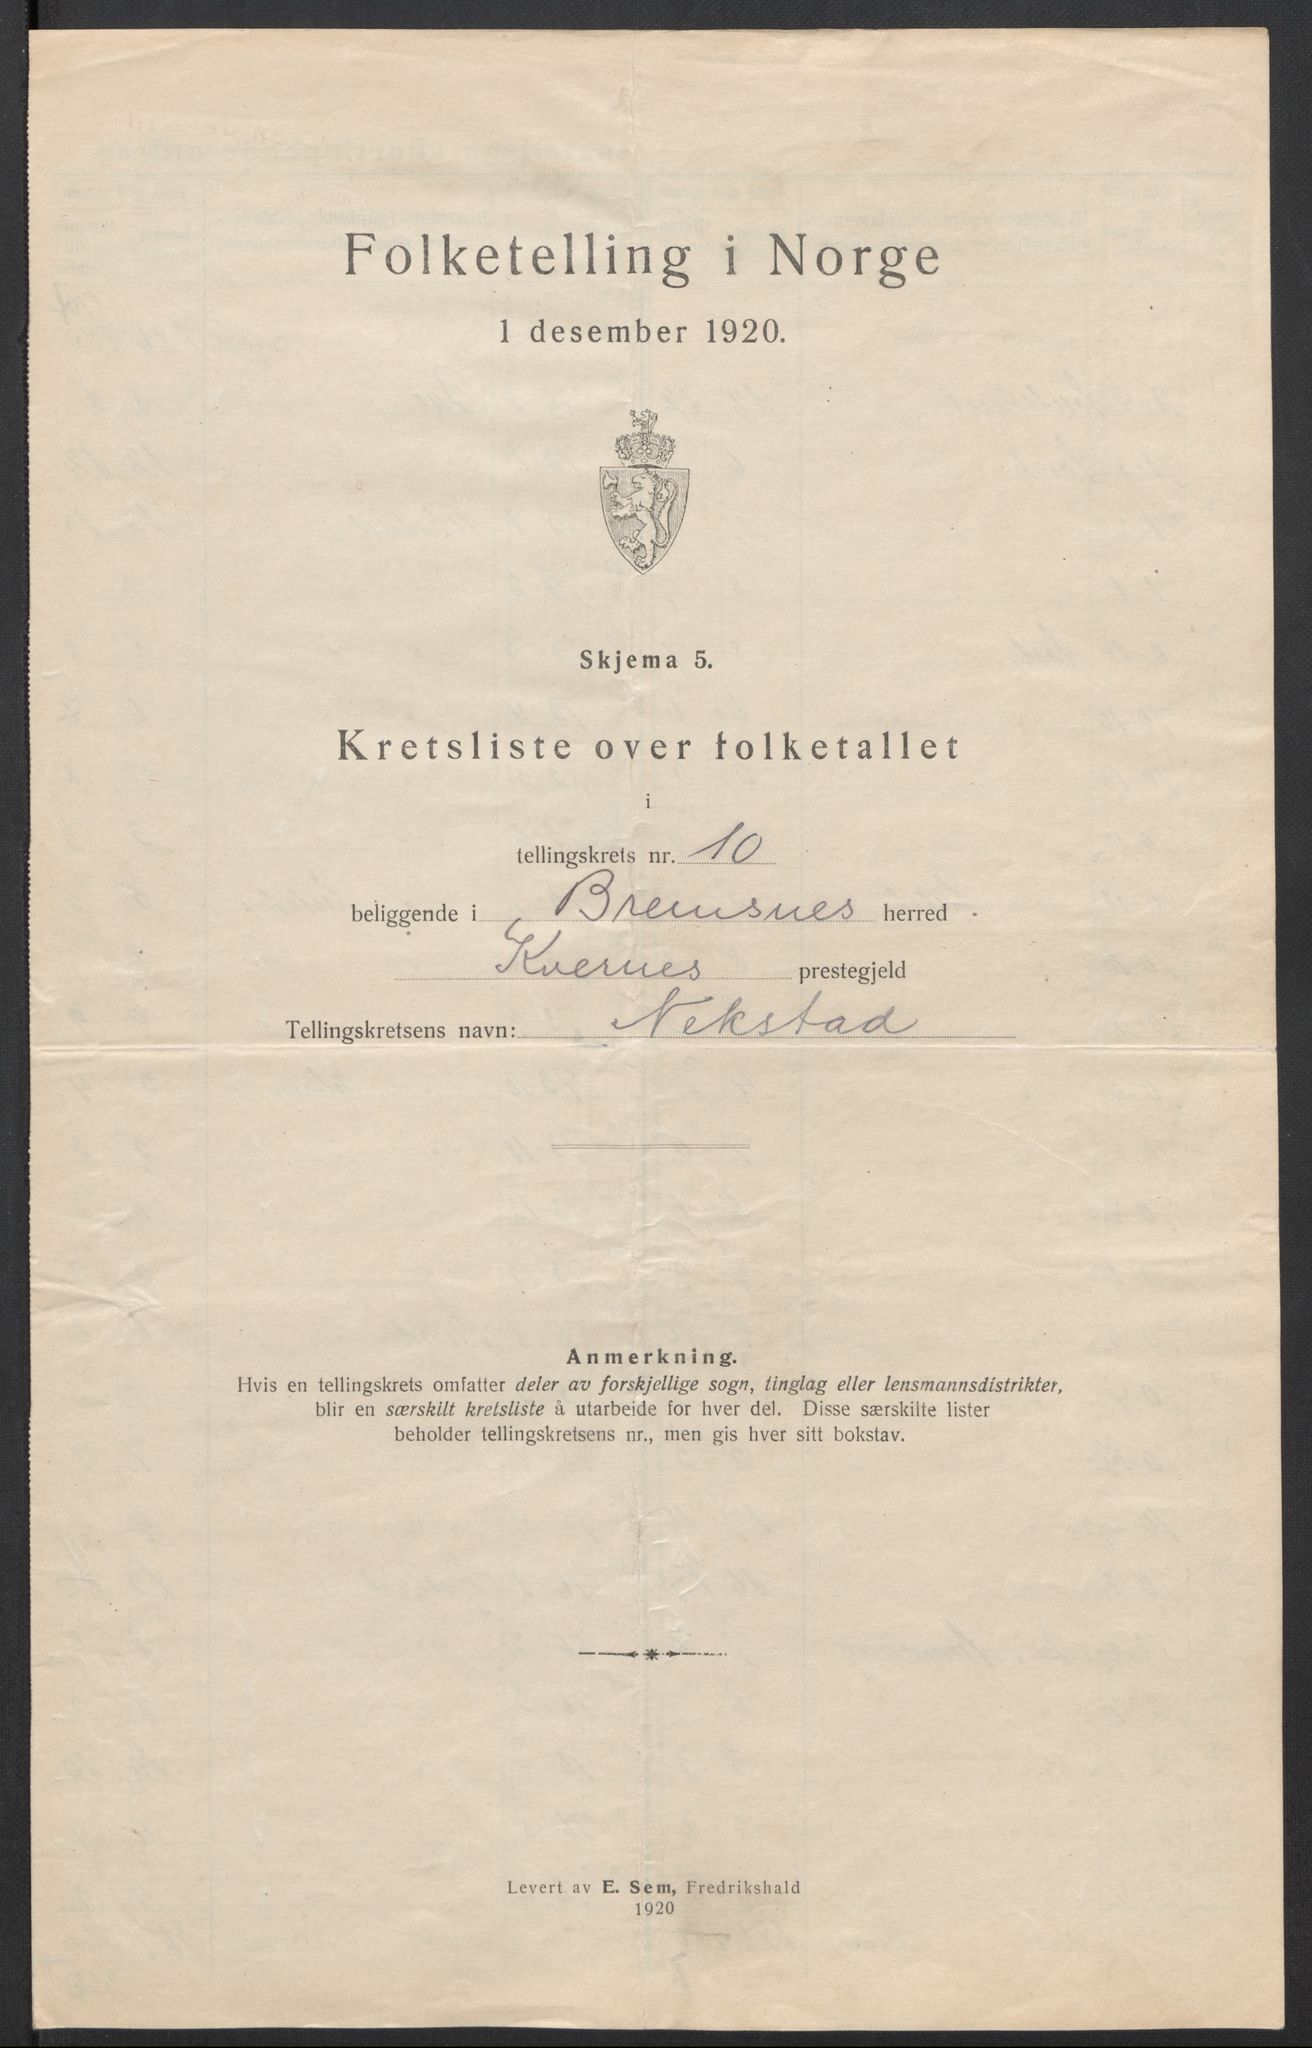 Folketelling i Norge
1 desember 1920.
Skjema 5.
Kretsliste over folketallet
i
tellingskrets nr. 10
beliggende i Bremsnes herred
Kvernes prestegjeld
Tellingskretsens navn: Nekstad
Anmerkning.
Hvis en tellingskrets omfatter deler av forskjellige sogn, tinglag eller lensmannsdistrikter,
blir en særskilt kretsliste å utarbeide for hver del. Disse særskilte lister
beholder tellingskretsens nr., men gis hver sitt bokstav.
Levert av E. Sem, Fredrikshald
1920